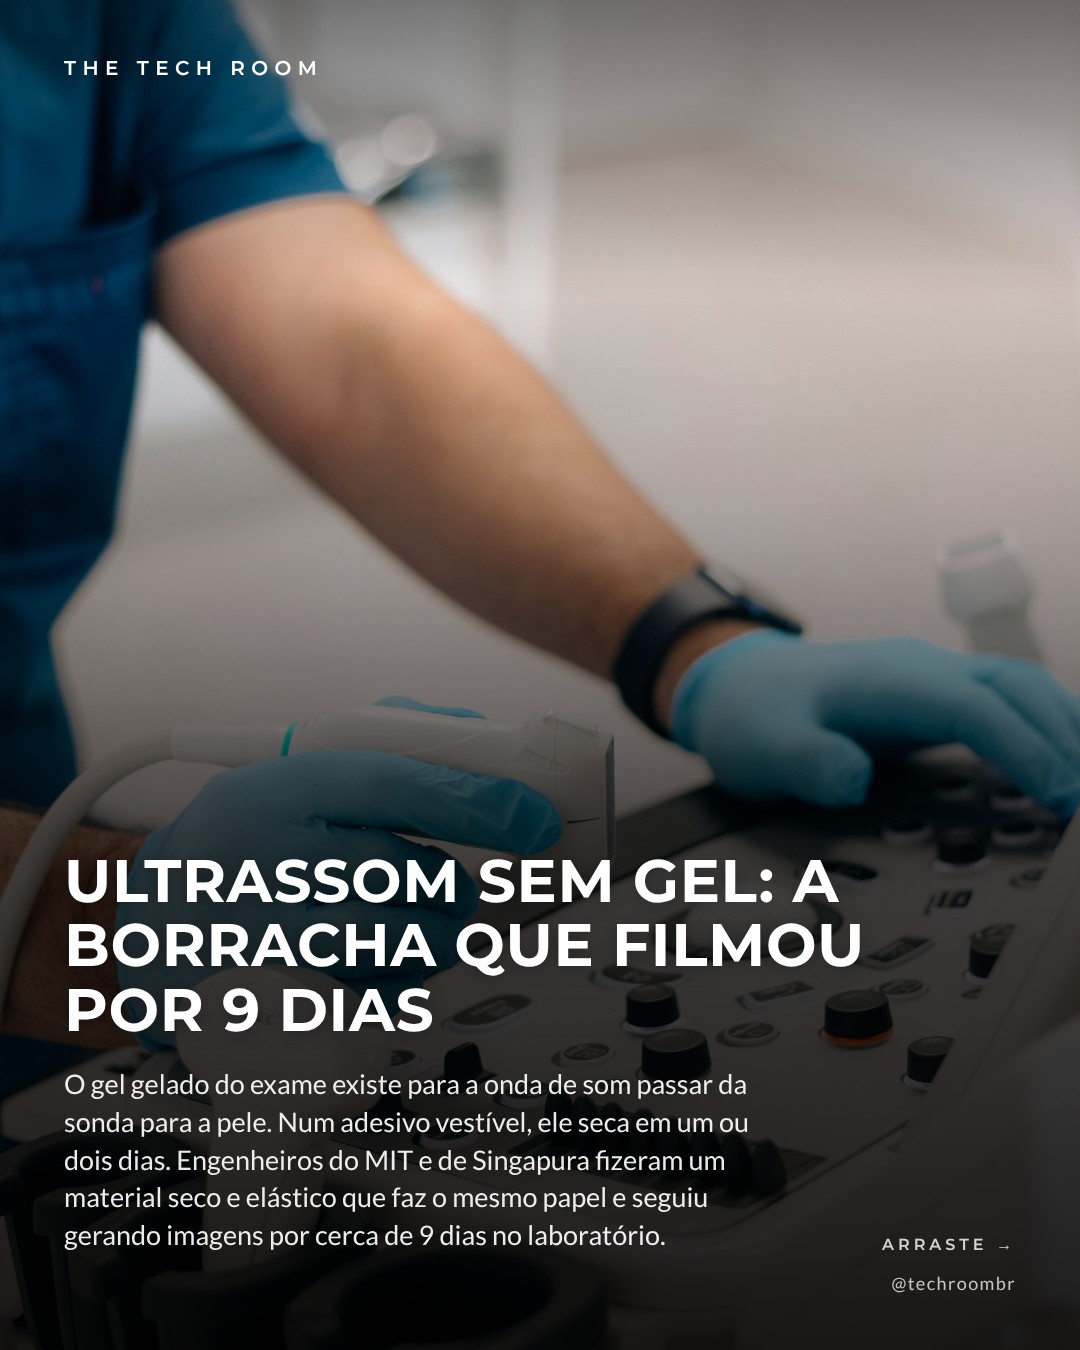 THE TECH ROOM
ULTRASSOM SEM GEL: A
BORRACHA QUE FILMOU
POR 9 DIAS
O gel gelado do exame existe para a onda de som passar da
sonda para a pele. Num adesivo vestível, ele seca em um ou
dois dias. Engenheiros do MIT e de Singapura fizeram um
material seco e elástico que faz o mesmo papel e seguiu
gerando imagens por cerca de 9 dias no laboratório.
ARRASTE →
@techroombr